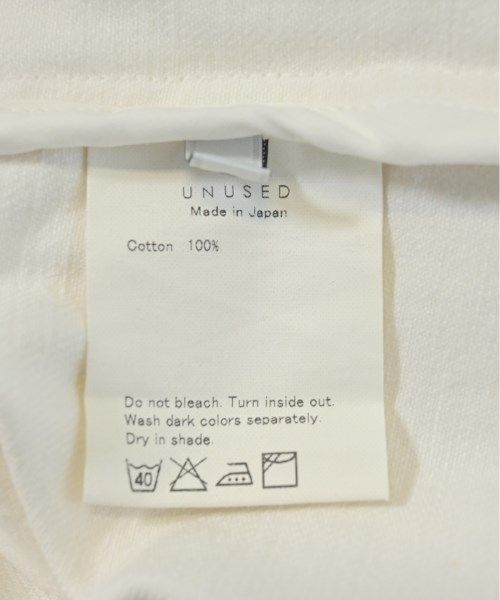 UNUSED
Made in Japan
Cotton 100%
Do not bleach. Turn inside out.
Wash dark colors separately.
Dry in shade.
40